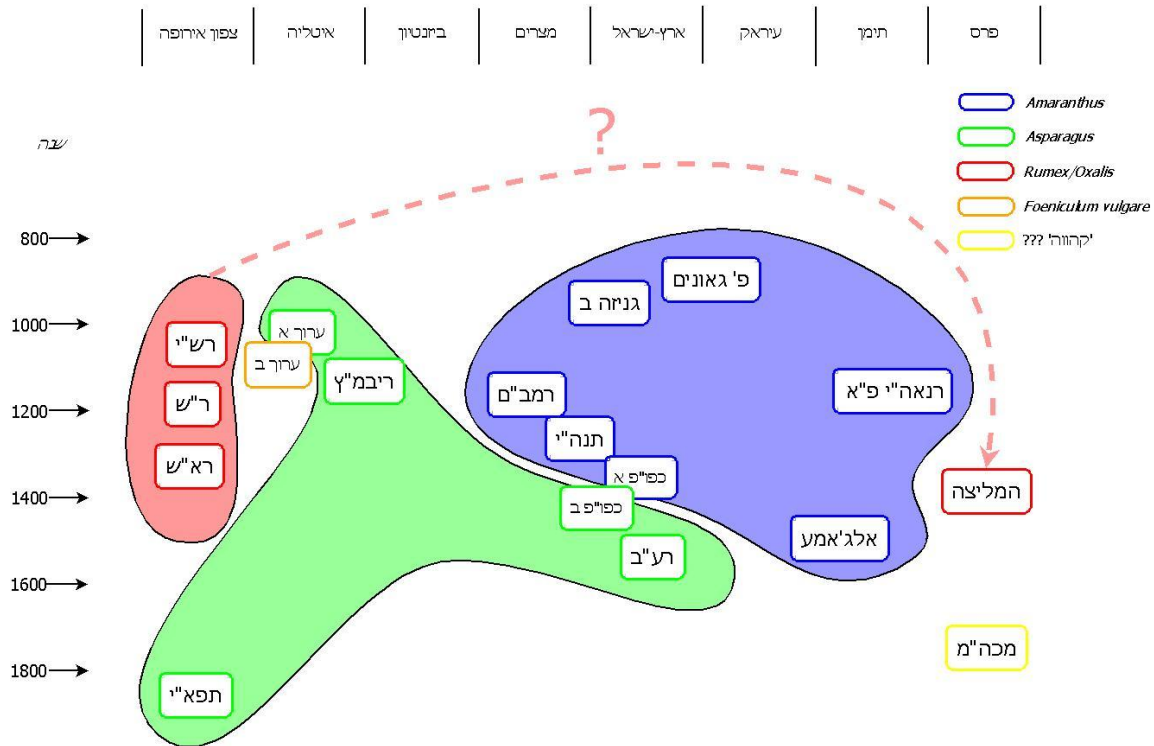 צפון אירופה
איטליה
ביזנטיון
מצרים
ארץ-ישראל
עיראק
תימן
פרס
Amaranthus
Asparagus
Rumex/Oxalis
Foeniculum vulgare
??? 'קהווה'
שנה
?
800
1000
1200
1400
1600
1800
פ' גאונים
גניזה ב
ערוך א
רש"י
ערוך ב
ריבמ"ץ
רמב"ם
רנאה"י פ"א
ר"ש
תנה"י
רא"ש
כפו"פ א
כפו"פ ב
המליצה
רע"ב
אלג'אמע
מכה"מ
תפא"י